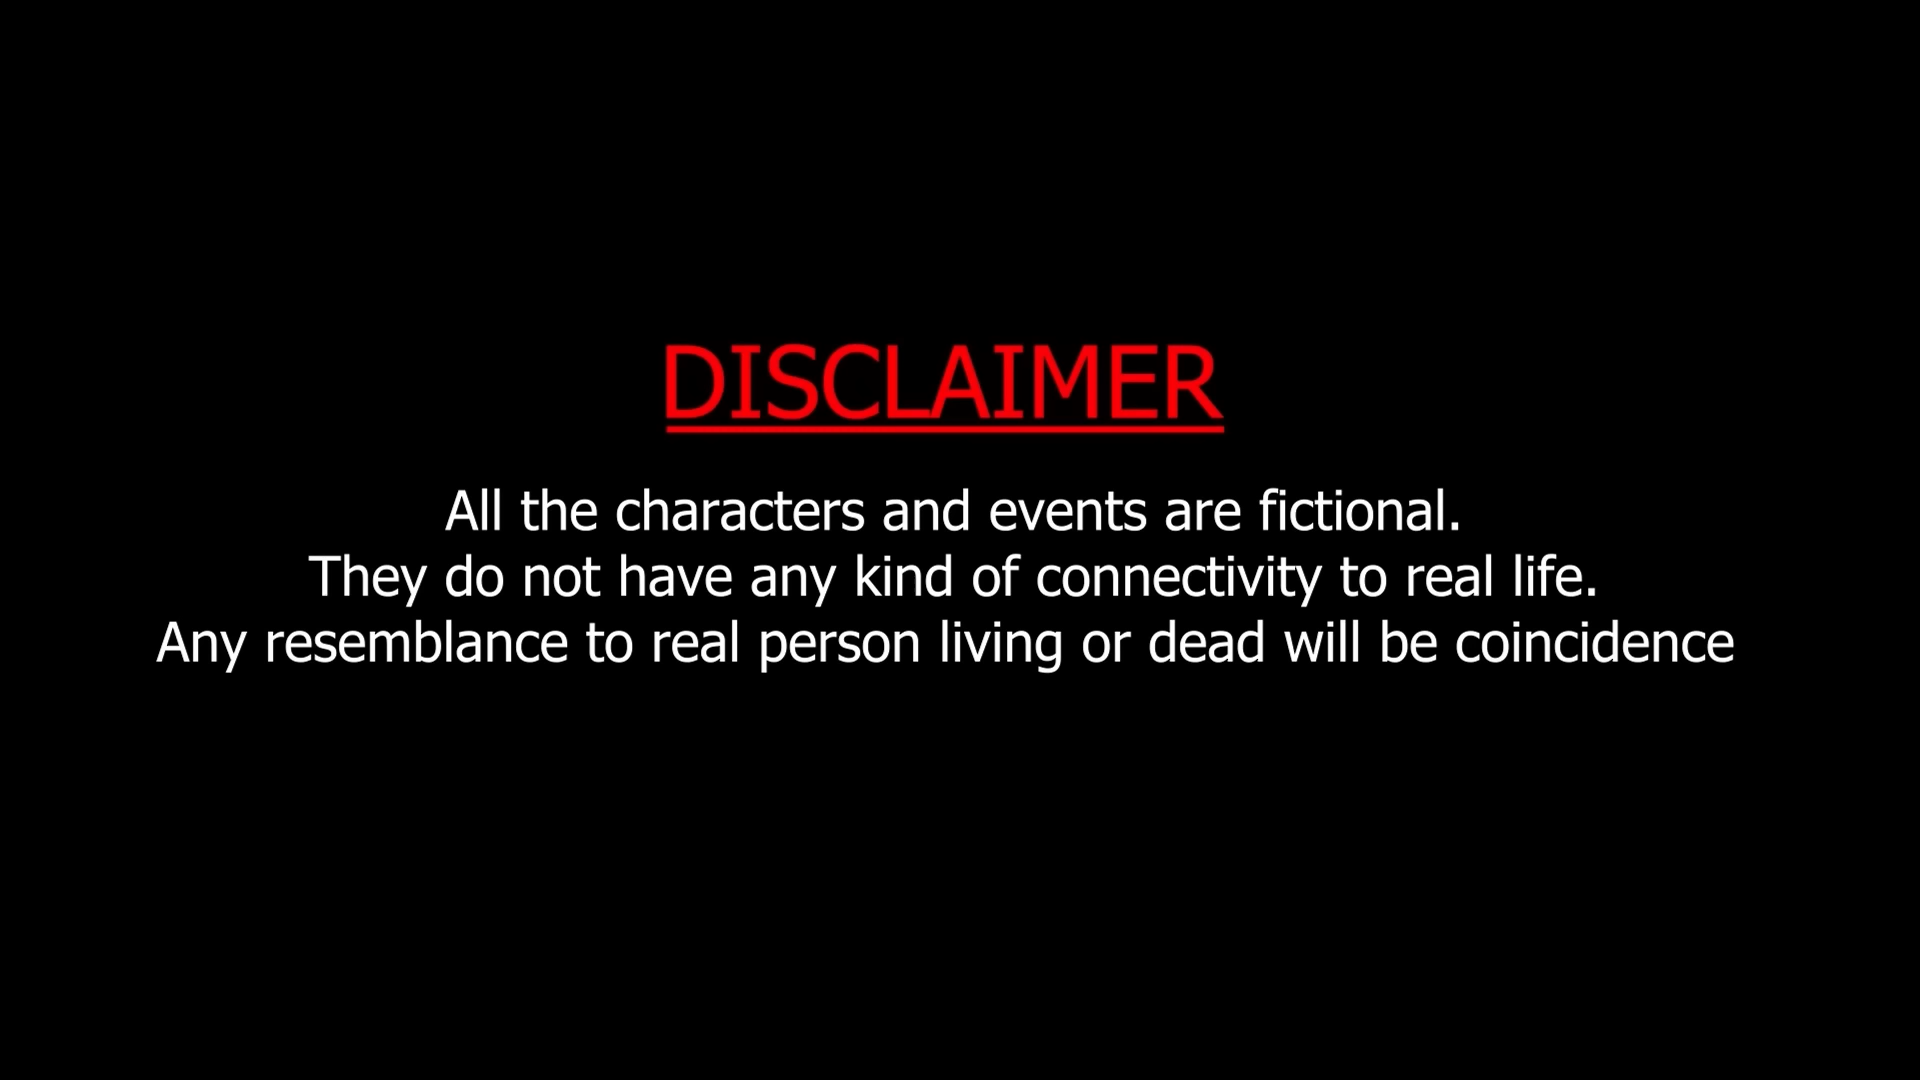 DISCLAIMER
All the characters and events are fictional.
They do not have any kind of connectivity to real life.
Any resemblance to real person living or dead will be coincidence